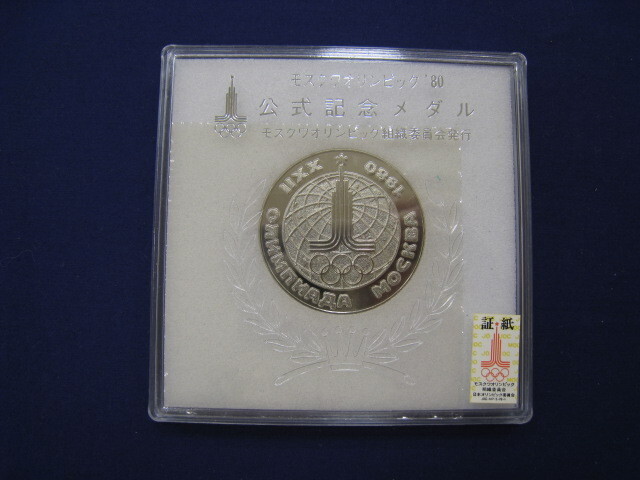 モスクワオリンピック'80
公式記念メダル
モスクワオリンピック組織委員会発行
XXII 1980
ОЛИМПИАДА МОСКВА
証紙
モスクワオリンピック
組織委員会
日本オリンピック委員会